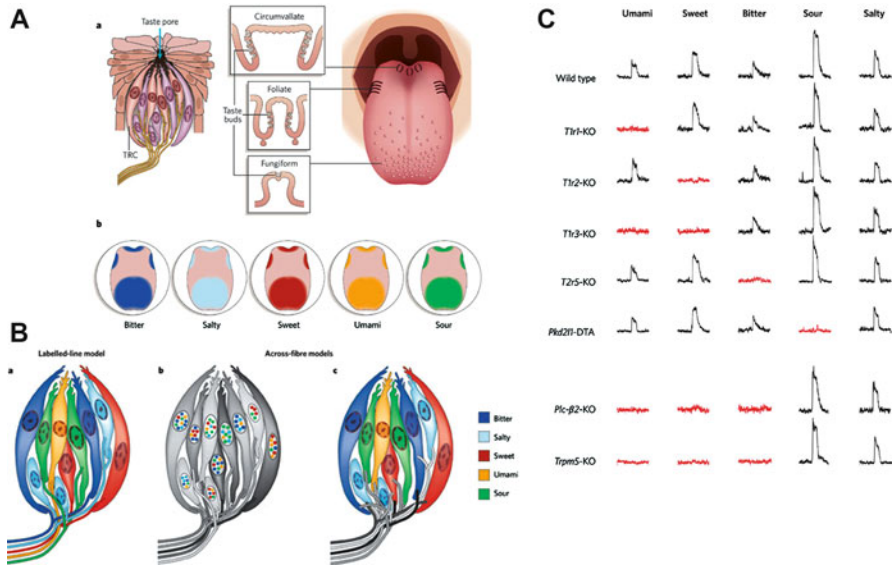 A
a
Taste pore
TRC
Circumvallate
Foliate
Taste
buds
Fungiform
b
Bitter
Salty
Sweet
Umami
Sour
B
Labelled-line model
Across-fibre models
a
b
c
Bitter
Salty
Sweet
Umami
Sour
C
Umami Sweet Bitter Sour Salty
Wild type
T1r1-KO
T1r2-KO
T1r3-KO
T2r5-KO
Pkd2l1-DTA
Plc-β2-KO
Trpm5-KO